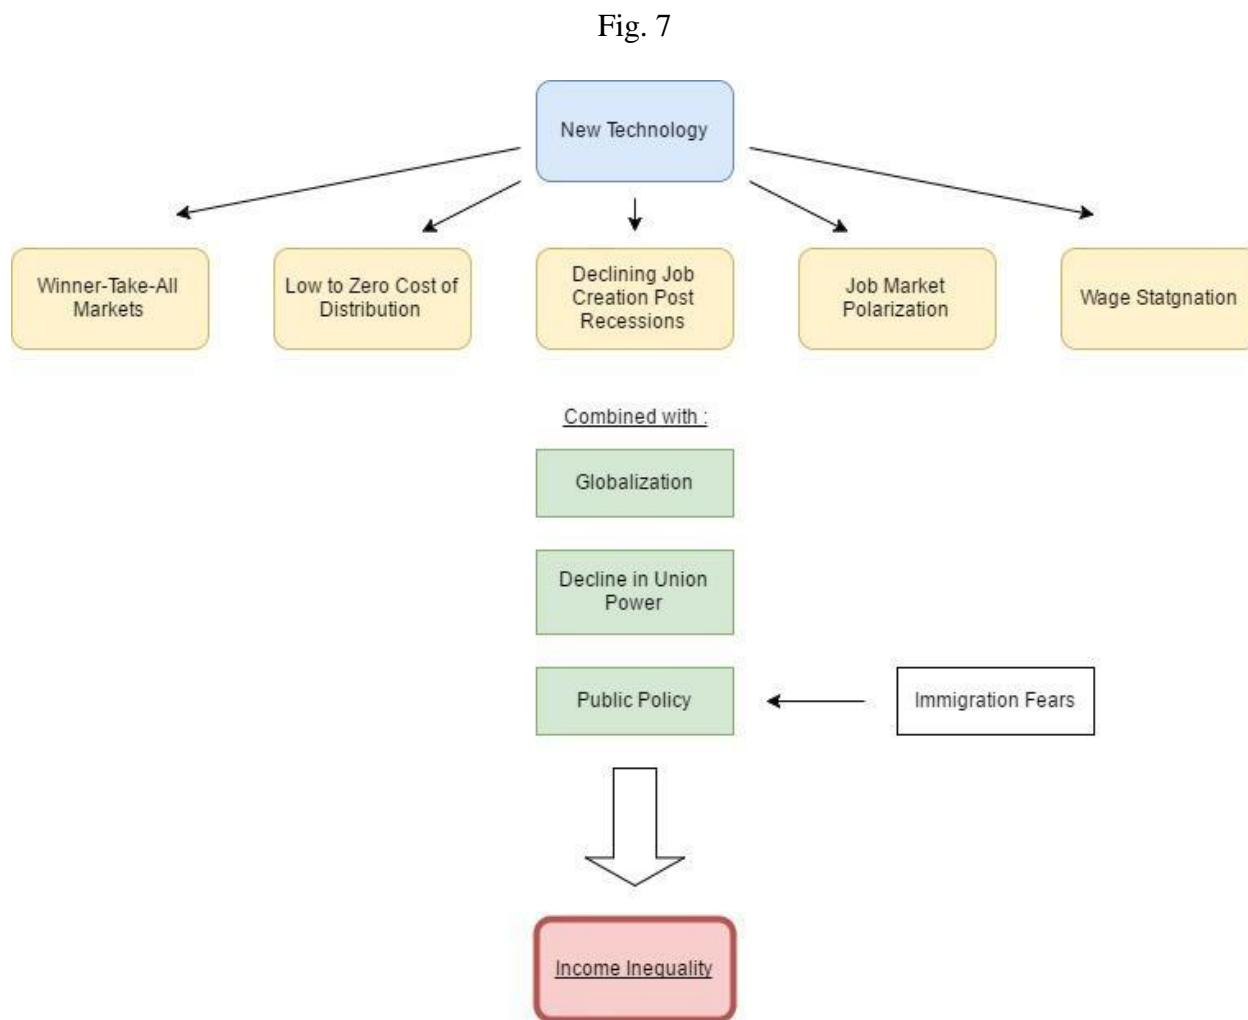 Fig. 7
New Technology
Winner-Take-All
Markets
Low to Zero Cost of
Distribution
Declining Job
Creation Post
Recessions
Job Market
Polarization
Wage Statgnation
Combined with :
Globalization
Decline in Union
Power
Public Policy
Immigration Fears
Income Inequality